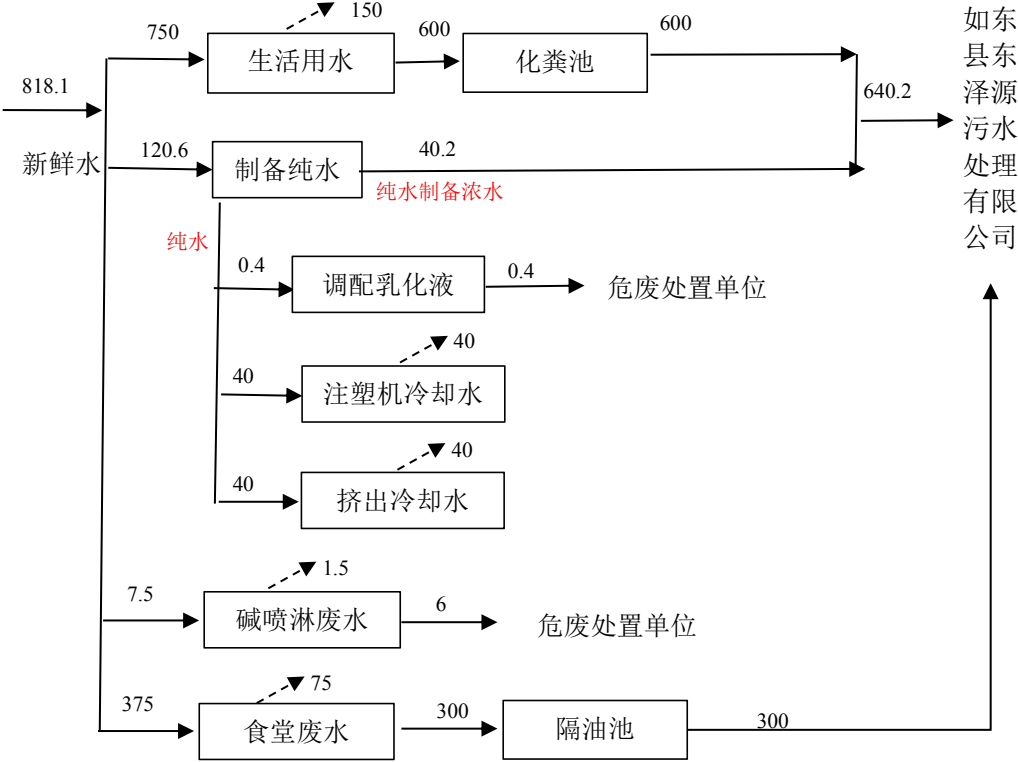 150
750
生活用水
600
化粪池
600
如东
县东
泽源
污水
处理
有限
公司
818.1
640.2
新鲜水
120.6
制备纯水
40.2
纯水制备浓水
纯水
0.4
调配乳化液
0.4
危废处置单位
40
40
注塑机冷却水
40
40
挤出冷却水
1.5
7.5
碱喷淋废水
6
危废处置单位
75
375
食堂废水
300
隔油池
300